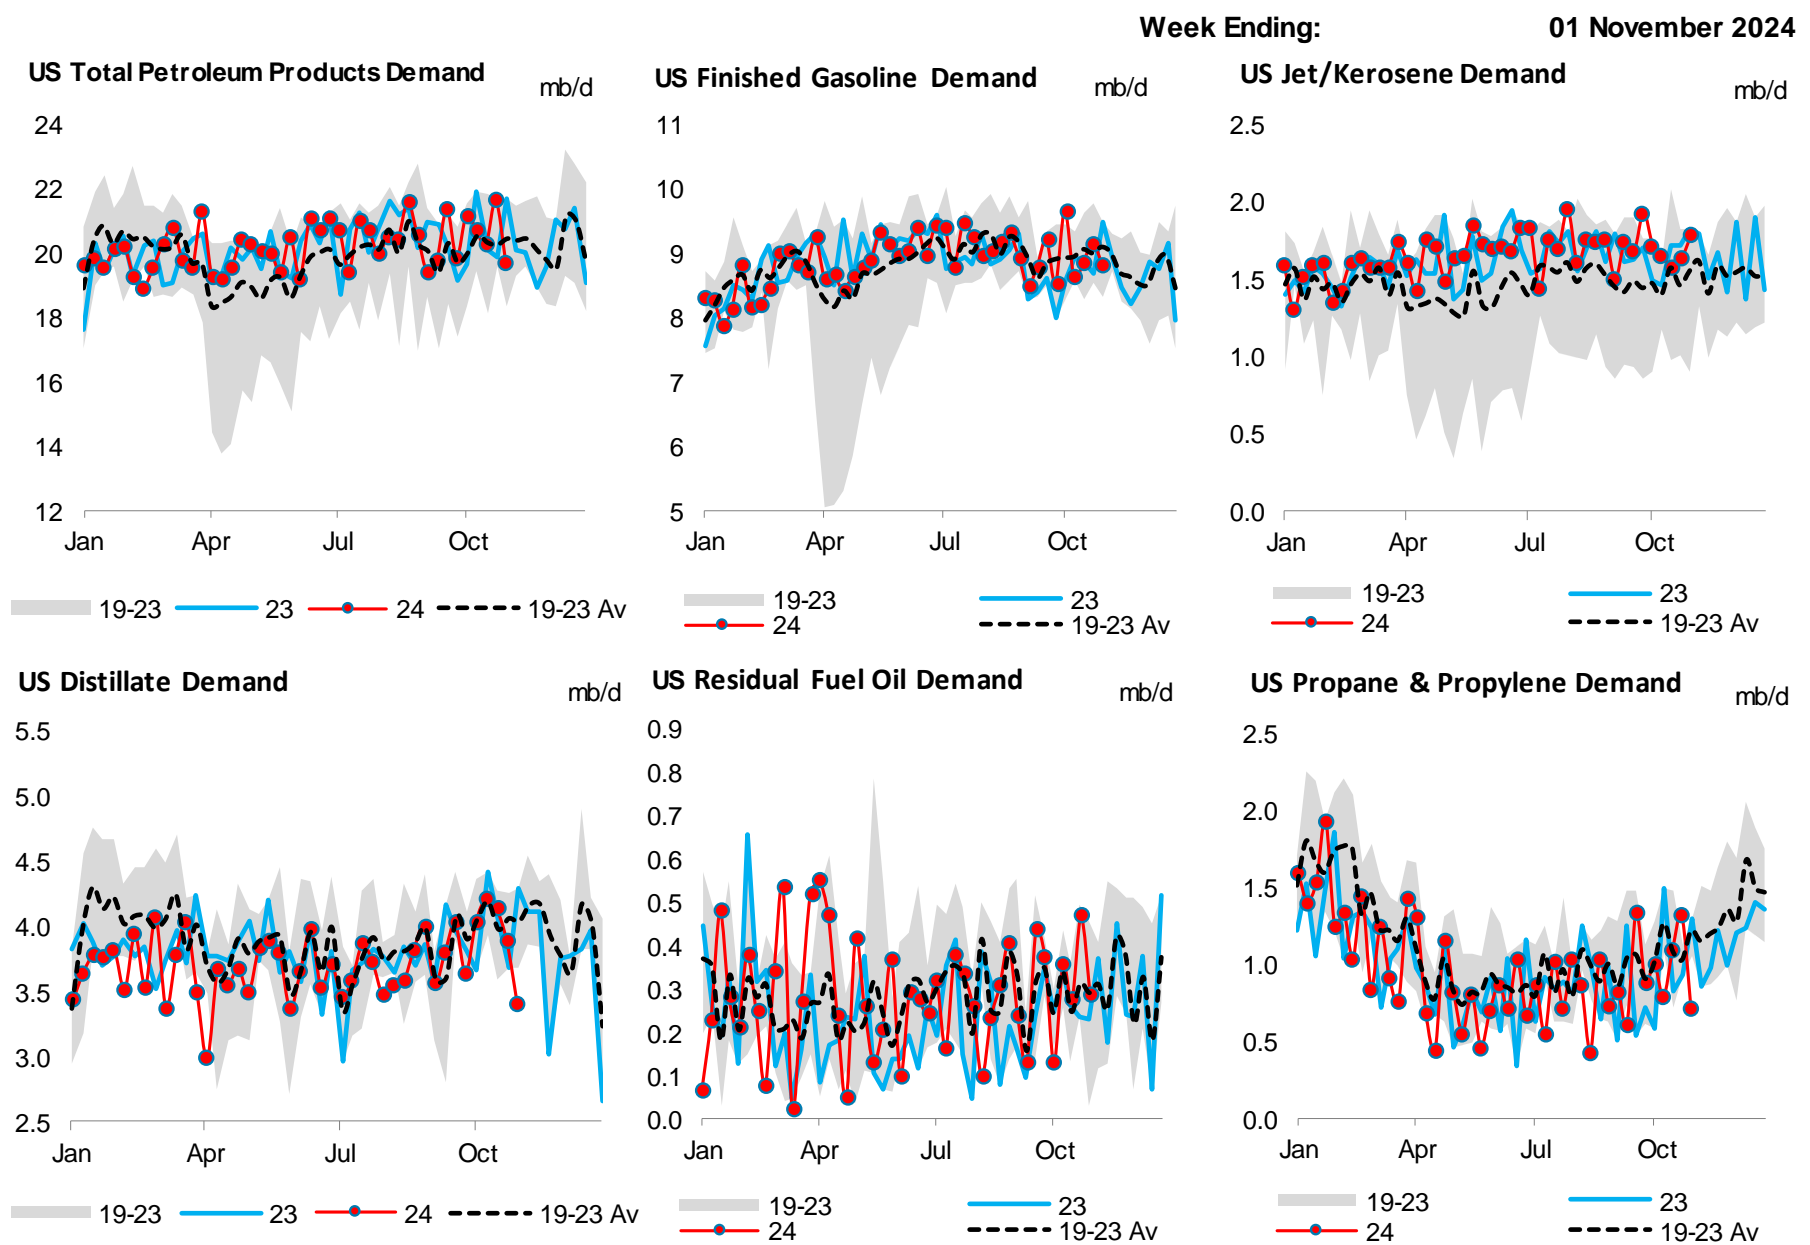 Week Ending: 01 November 2024
US Total Petroleum Products Demand
mb/d
24
22
20
18
16
14
12
Jan Apr Jul Oct
19-23 23 24 19-23 Av
US Finished Gasoline Demand
mb/d
11
10
9
8
7
6
5
Jan Apr Jul Oct
19-23 23
24 19-23 Av
US Jet/Kerosene Demand
mb/d
2.5
2.0
1.5
1.0
0.5
0.0
Jan Apr Jul Oct
19-23 23
24 19-23 Av
US Distillate Demand
mb/d
5.5
5.0
4.5
4.0
3.5
3.0
2.5
Jan Apr Jul Oct
19-23 23 24 19-23 Av
US Residual Fuel Oil Demand
mb/d
0.9
0.8
0.7
0.6
0.5
0.4
0.3
0.2
0.1
0.0
Jan Apr Jul Oct
19-23 23
24 19-23 Av
US Propane & Propylene Demand
mb/d
2.5
2.0
1.5
1.0
0.5
0.0
Jan Apr Jul Oct
19-23 23
24 19-23 Av